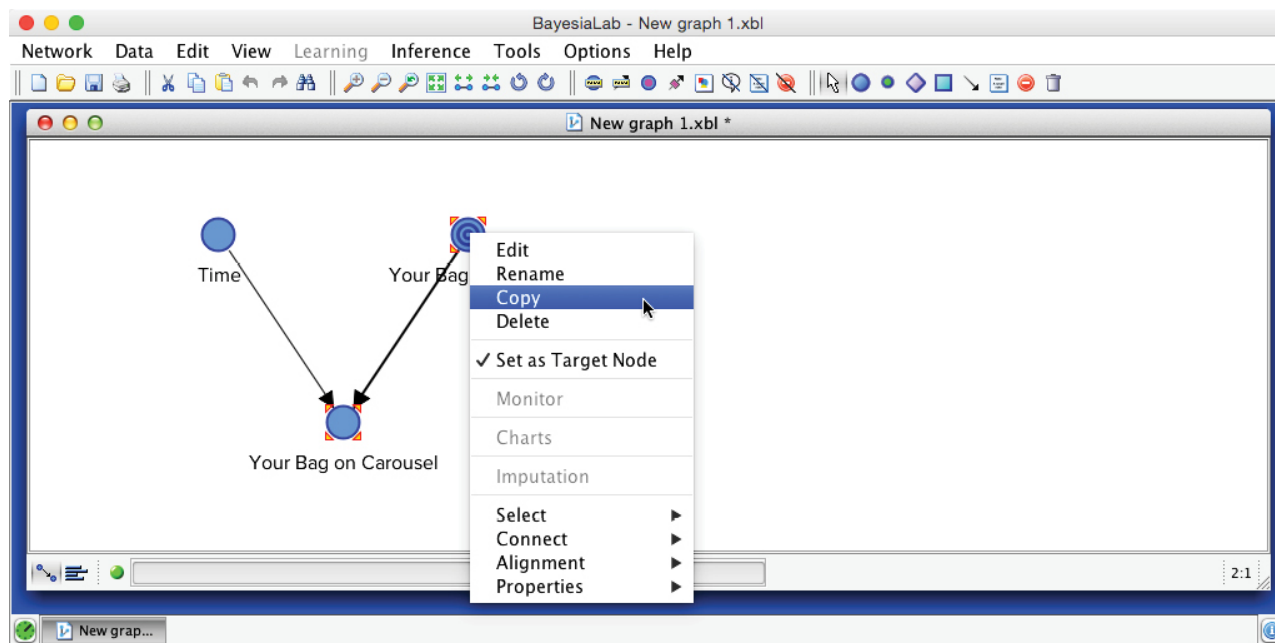 BayesiaLab - New graph 1.xbl
Network Data Edit View Learning Inference Tools Options Help
New graph 1.xbl *
Time
Your Bag
Your Bag on Carousel
Edit
Rename
Copy
Delete
✓ Set as Target Node
Monitor
Charts
Imputation
Select
Connect
Alignment
Properties
2:1
New grap...